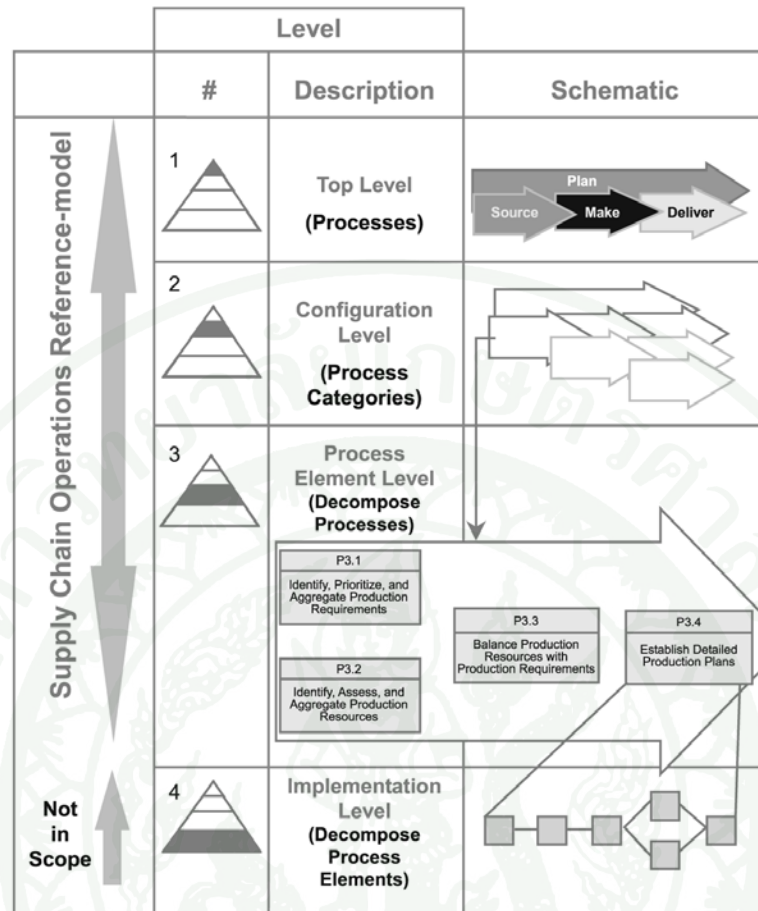 Level
#
Description
Schematic
Supply Chain Operations Reference-model
1
Top Level
(Processes)
Plan
Source
Make
Deliver
2
Configuration
Level
(Process
Categories)
3
Process
Element Level
(Decompose
Processes)
P3.1
Identify, Prioritize, and
Aggregate Production
Requirements
P3.2
Identify, Assess, and
Aggregate Production
Resources
P3.3
Balance Production
Resources with
Production Requirements
P3.4
Establish Detailed
Production Plans
Not
in
Scope
4
Implementation
Level
(Decompose
Process
Elements)